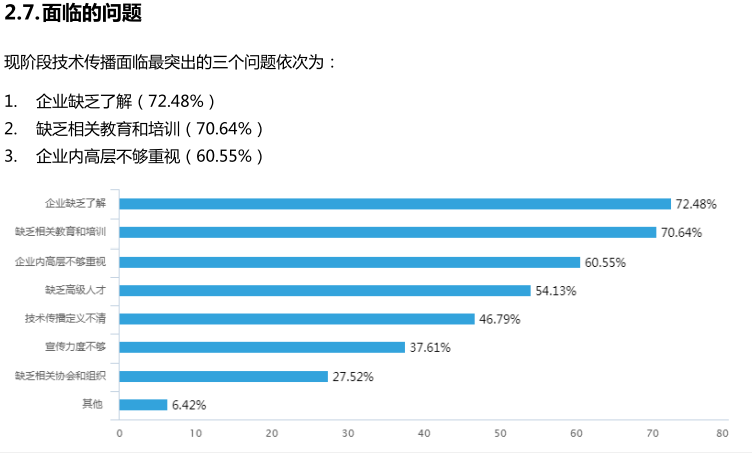 2.7.面临的问题
现阶段技术传播面临最突出的三个问题依次为：
1. 企业缺乏了解（72.48%）
2. 缺乏相关教育和培训（70.64%）
3. 企业内高层不够重视（60.55%）
企业缺乏了解 72.48%
缺乏相关教育和培训 70.64%
企业内高层不够重视 60.55%
缺乏高级人才 54.13%
技术传播定义不清 46.79%
宣传力度不够 37.61%
缺乏相关协会和组织 27.52%
其他 6.42%
0 10 20 30 40 50 60 70 80